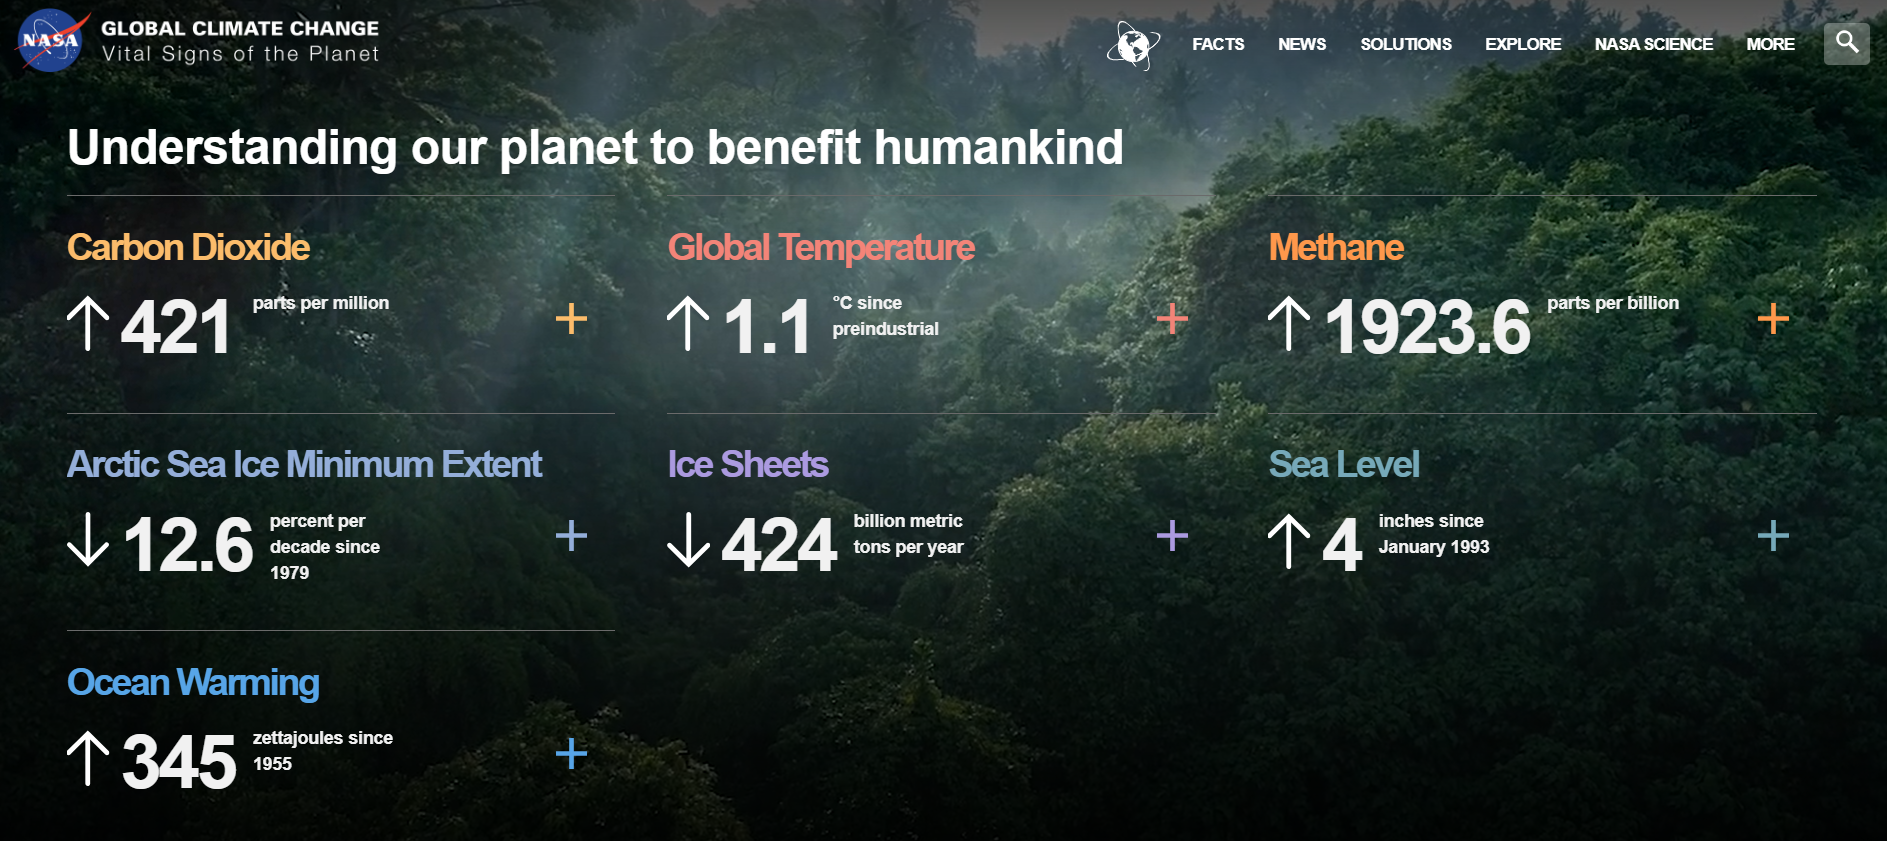 NASA
GLOBAL CLIMATE CHANGE
Vital Signs of the Planet
FACTS
NEWS
SOLUTIONS
EXPLORE
NASA SCIENCE
MORE
Understanding our planet to benefit humankind
Carbon Dioxide
421 parts per million
Global Temperature
1.1 °C since
preindustrial
Methane
1923.6 parts per billion
Arctic Sea Ice Minimum Extent
12.6 percent per
decade since
1979
Ice Sheets
424 billion metric
tons per year
Sea Level
4 inches since
January 1993
Ocean Warming
345 zettajoules since
1955